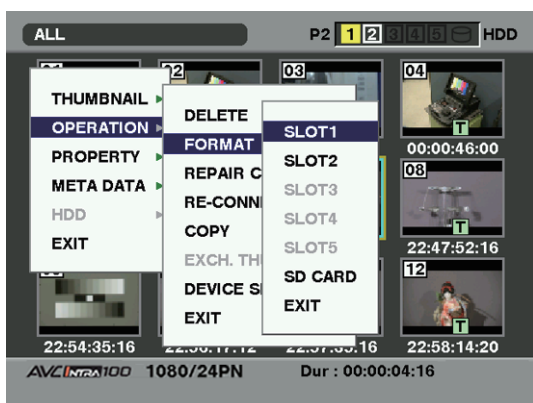 ALL
P2 1 2 3 4 5 HDD
02 03 04
THUMBNAIL
OPERATION
PROPERTY
META DATA
HDD
EXIT
DELETE
FORMAT
REPAIR C
RE-CONN
COPY
EXCH. TH
DEVICE S
EXIT
SLOT1
SLOT2
SLOT3
SLOT4
SLOT5
SD CARD
EXIT
T
00:00:46:00
08
T
22:47:52:16
12
T
22:54:35:16
22:58:14:20
AVC INTRA 100 1080/24PN Dur : 00:00:04:16